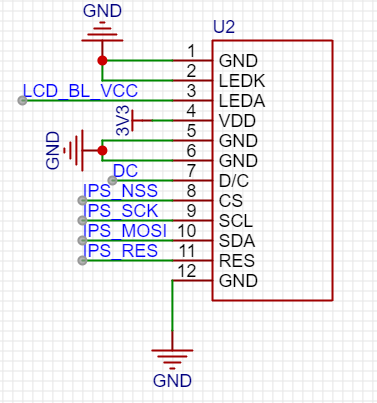 GND
U2
1 GND
2 LEDK
LCD_BL_VCC 3 LEDA
3V3 4 VDD
GND 5 GND
6 GND
DC 7 D/C
IPS_NSS 8 CS
IPS_SCK 9 SCL
IPS_MOSI 10 SDA
IPS_RES 11 RES
12 GND
GND